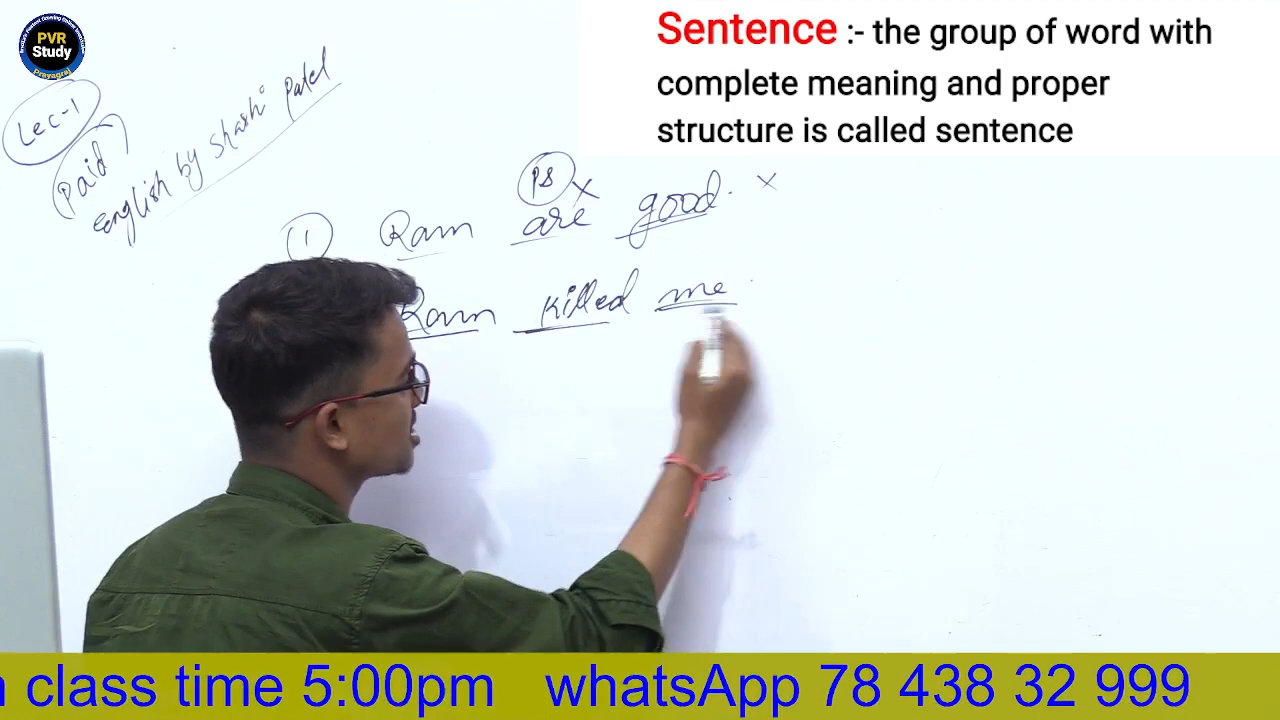 PVR
Study
Prayagraj
Sentence :- the group of word with
complete meaning and proper
structure is called sentence
Lec-1
Paid
English by Shashi Patel
PS
1 Ram are good. x
Ram killed me
class time 5:00pm whatsApp 78 438 32 999